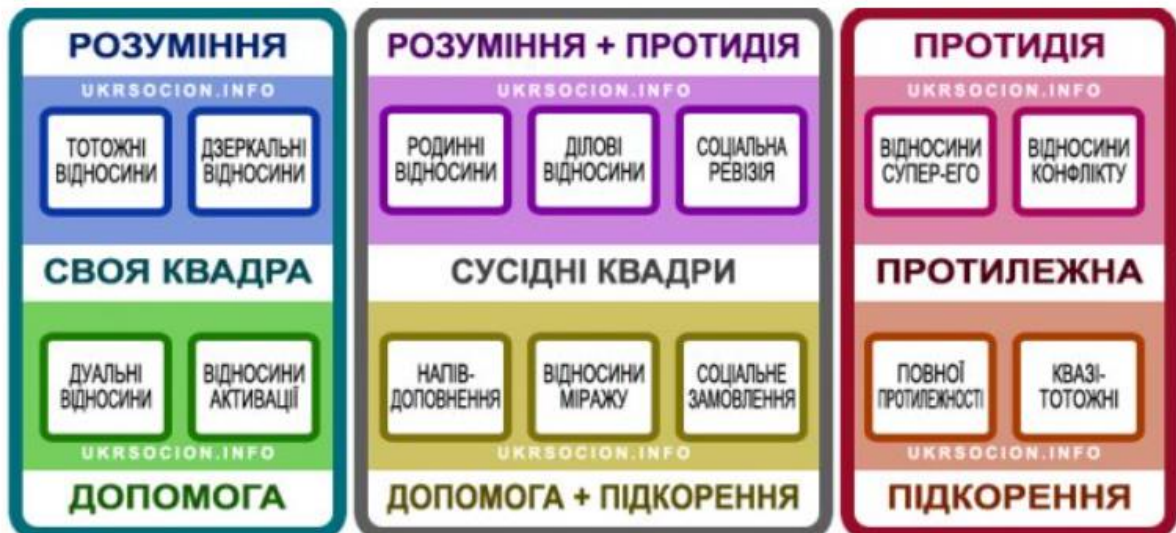 РОЗУМІННЯ
UKRSOCION.INFO
ТОТОЖНІ
ВІДНОСИНИ
ДЗЕРКАЛЬНІ
ВІДНОСИНИ
СВОЯ КВАДРА
ДУАЛЬНІ
ВІДНОСИНИ
ВІДНОСИНИ
АКТИВАЦІЇ
UKRSOCION.INFO
ДОПОМОГА
РОЗУМІННЯ + ПРОТИДІЯ
UKRSOCION.INFO
РОДИННІ
ВІДНОСИНИ
ДІЛОВІ
ВІДНОСИНИ
СОЦІАЛЬНА
РЕВІЗІЯ
СУСІДНІ КВАДРИ
НАПІВ-
ДОПОВНЕННЯ
ВІДНОСИНИ
МІРАЖУ
СОЦІАЛЬНЕ
ЗАМОВЛЕННЯ
UKRSOCION.INFO
ДОПОМОГА + ПІДКОРЕННЯ
ПРОТИДІЯ
UKRSOCION.INFO
ВІДНОСИНИ
СУПЕР-ЕГО
ВІДНОСИНИ
КОНФЛІКТУ
ПРОТИЛЕЖНА
ПОВНОЇ
ПРОТИЛЕЖНОСТІ
КВАЗІ-
ТОТОЖНІ
UKRSOCION.INFO
ПІДКОРЕННЯ